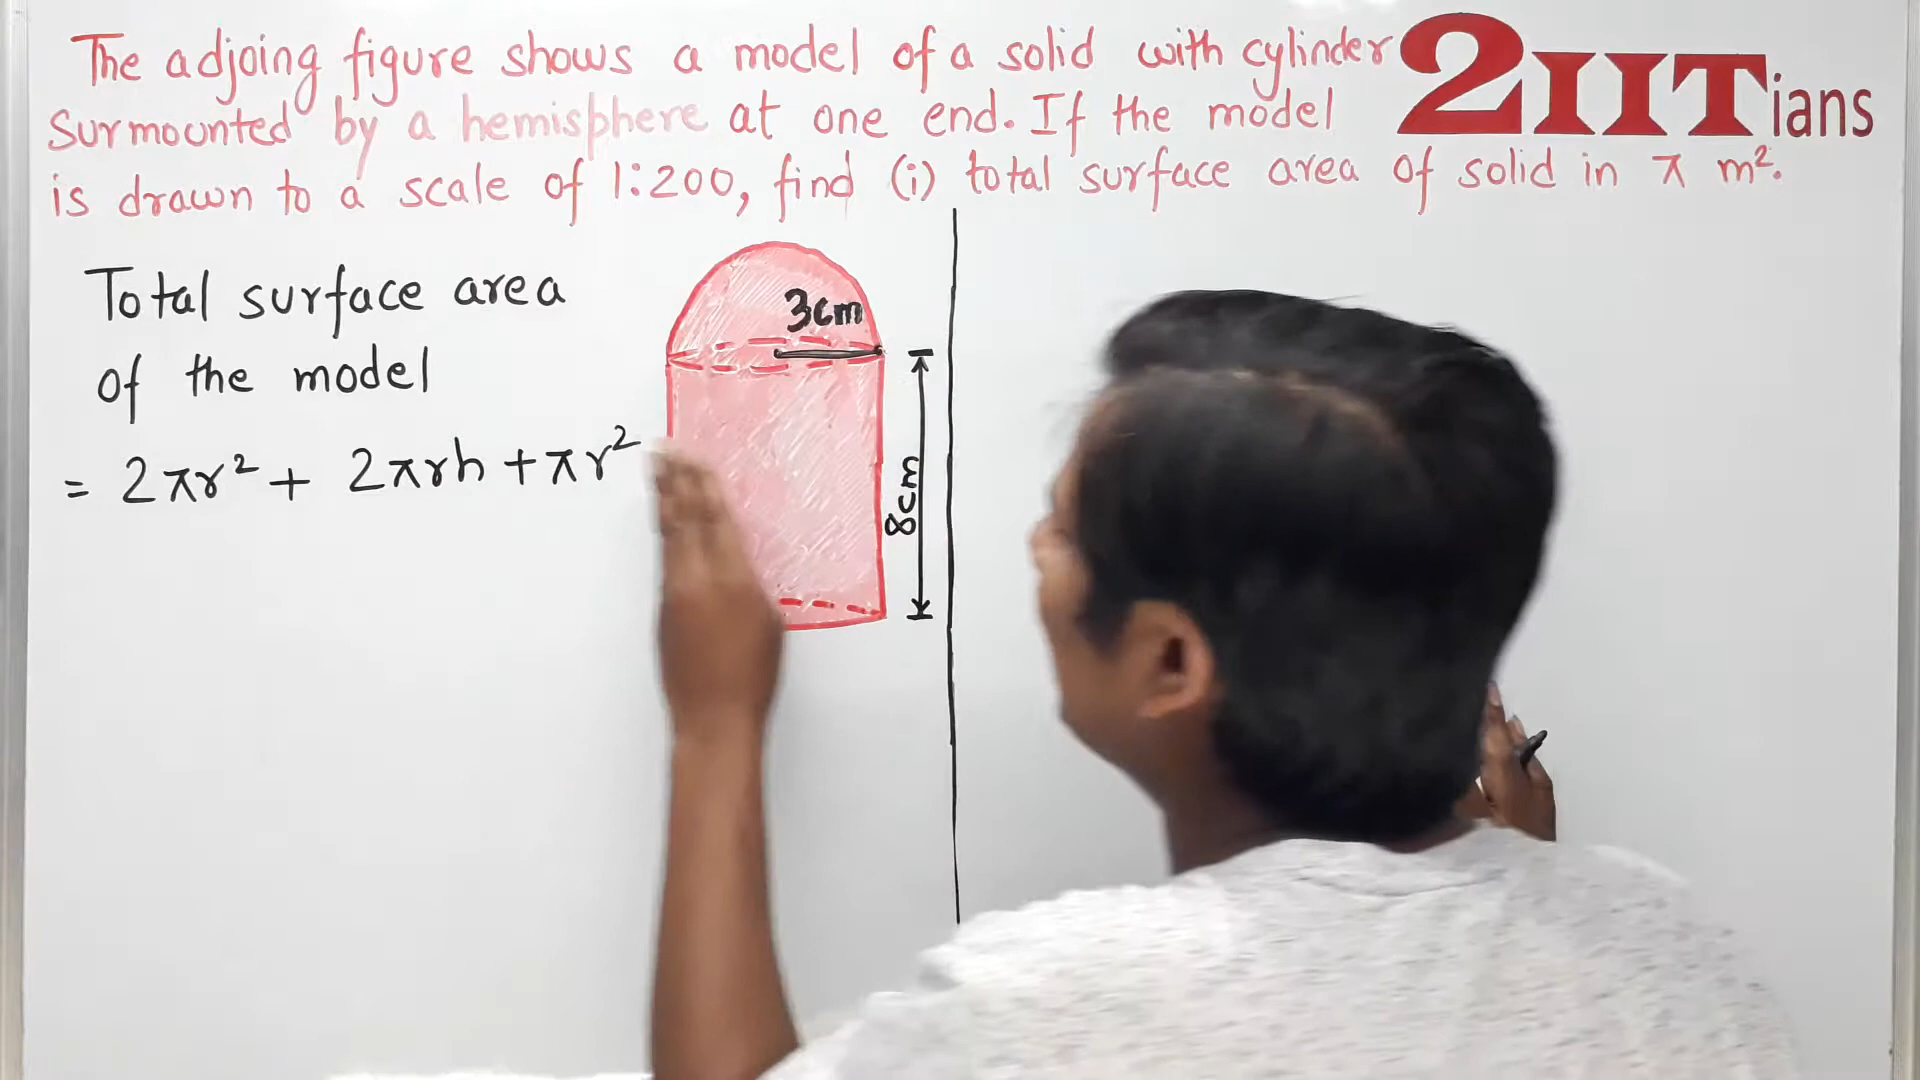 The adjoing figure shows a model of a solid with cylinder
surmounted by a hemisphere at one end. If the model
is drawn to a scale of 1:200, find (i) total surface area of solid in π m².
2IITians
Total surface area
of the model
= 2πr² + 2πrh + πr²
3cm
8cm